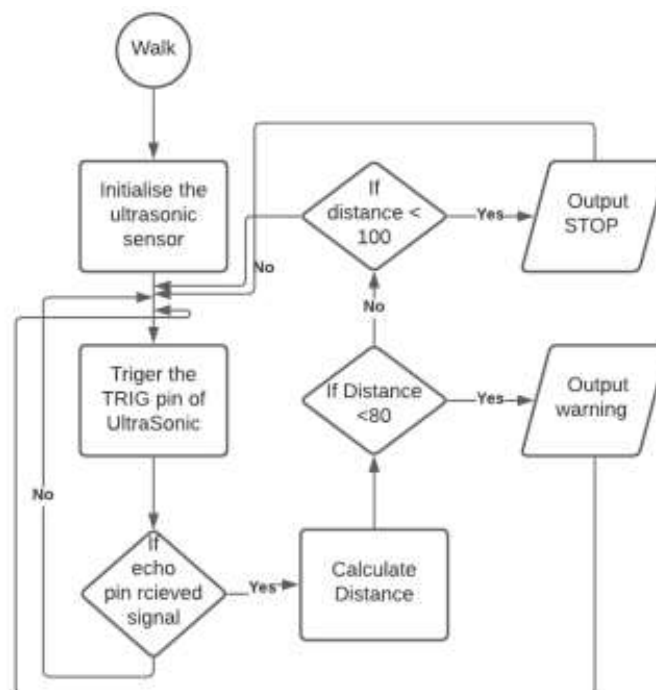 Walk
Initialise the
ultrasonic
sensor
If
distance <
100
Yes
Output
STOP
No
No
Triger the
TRIG pin of
UltraSonic
If Distance
<80
Yes
Output
warning
No
If
echo
pin rcieved
signal
Yes
Calculate
Distance